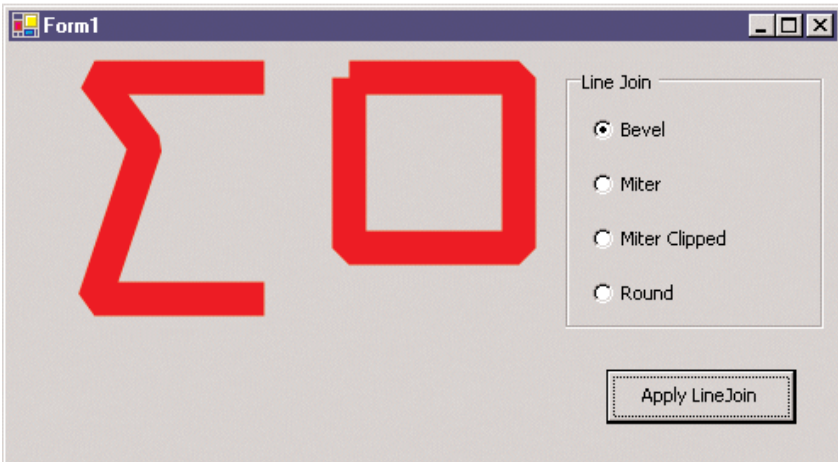 Form1
Line Join
Bevel
Miter
Miter Clipped
Round
Apply LineJoin